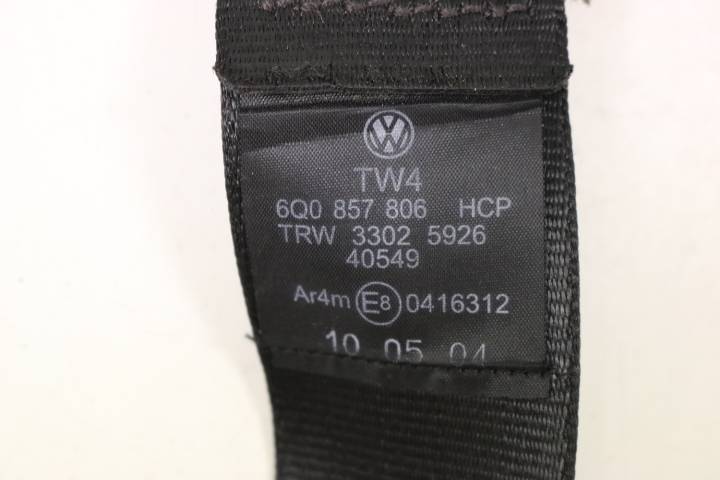 TW4
6Q0 857 806 HCP
TRW 3302 5926
40549
Ar4m E8 0416312
10 05 04